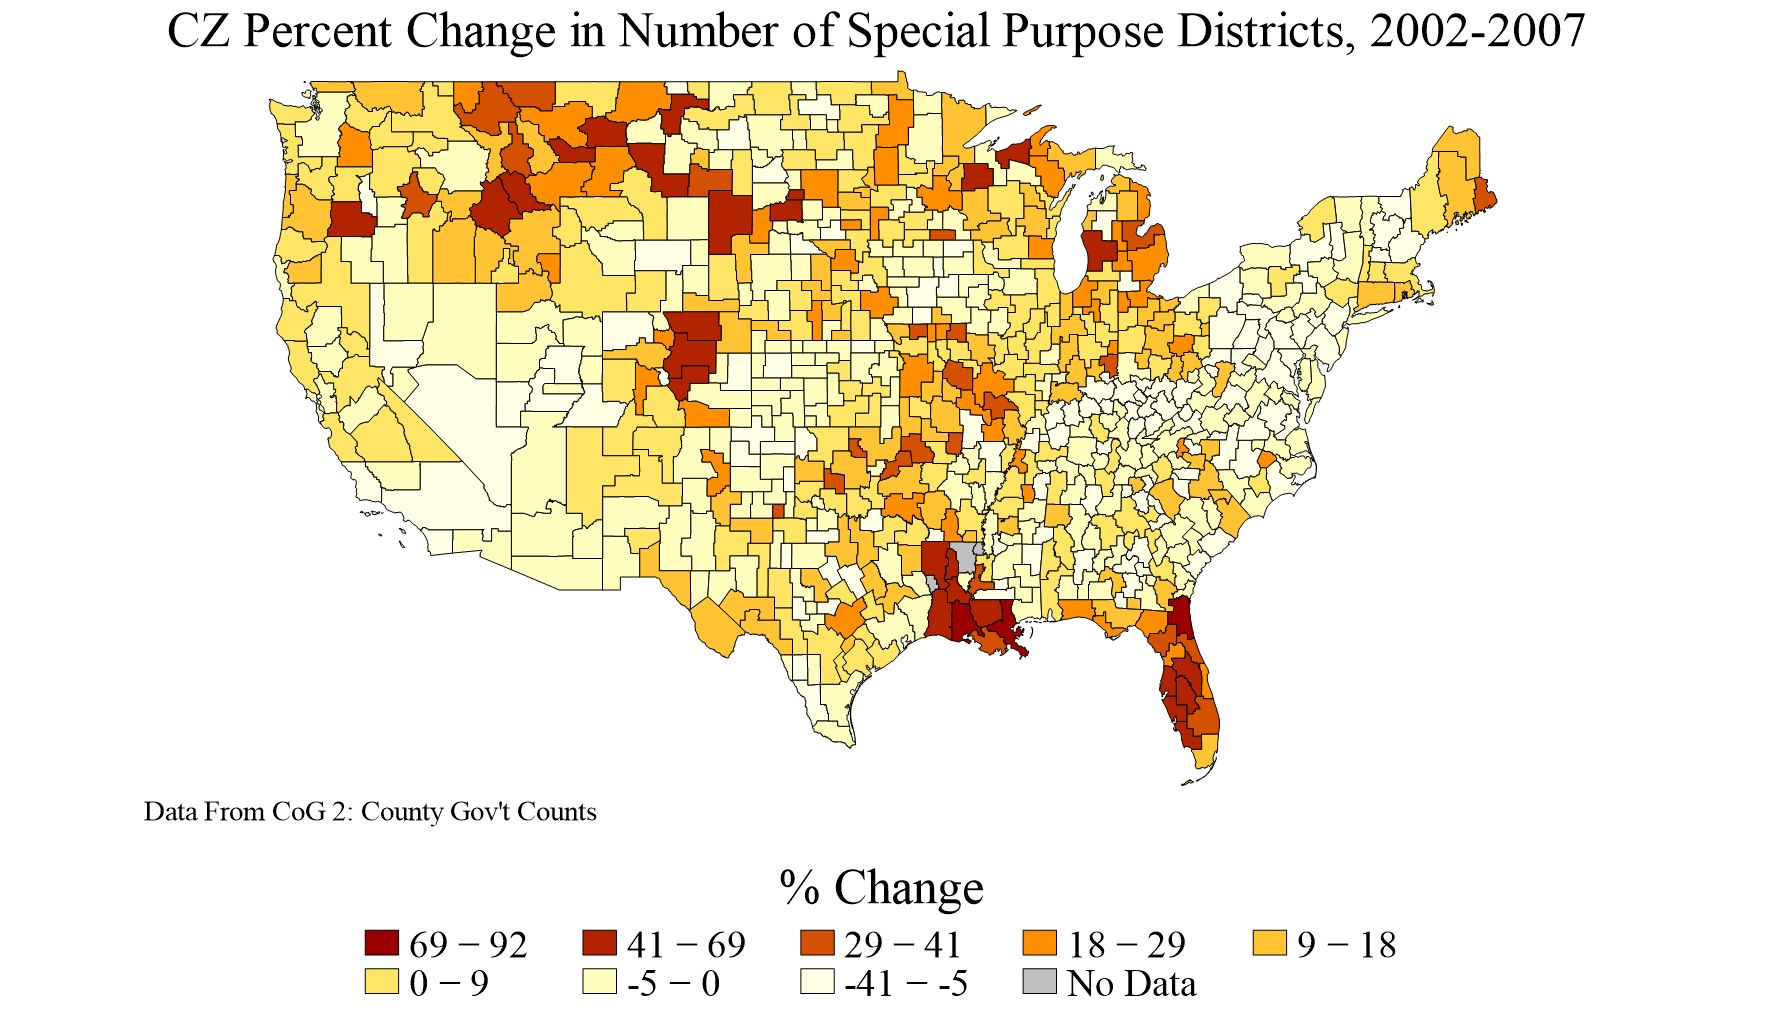 CZ Percent Change in Number of Special Purpose Districts, 2002-2007
Data From CoG 2: County Gov't Counts
% Change
69 – 92 41 – 69 29 – 41 18 – 29 9 – 18
0 – 9 -5 – 0 -41 – -5 No Data